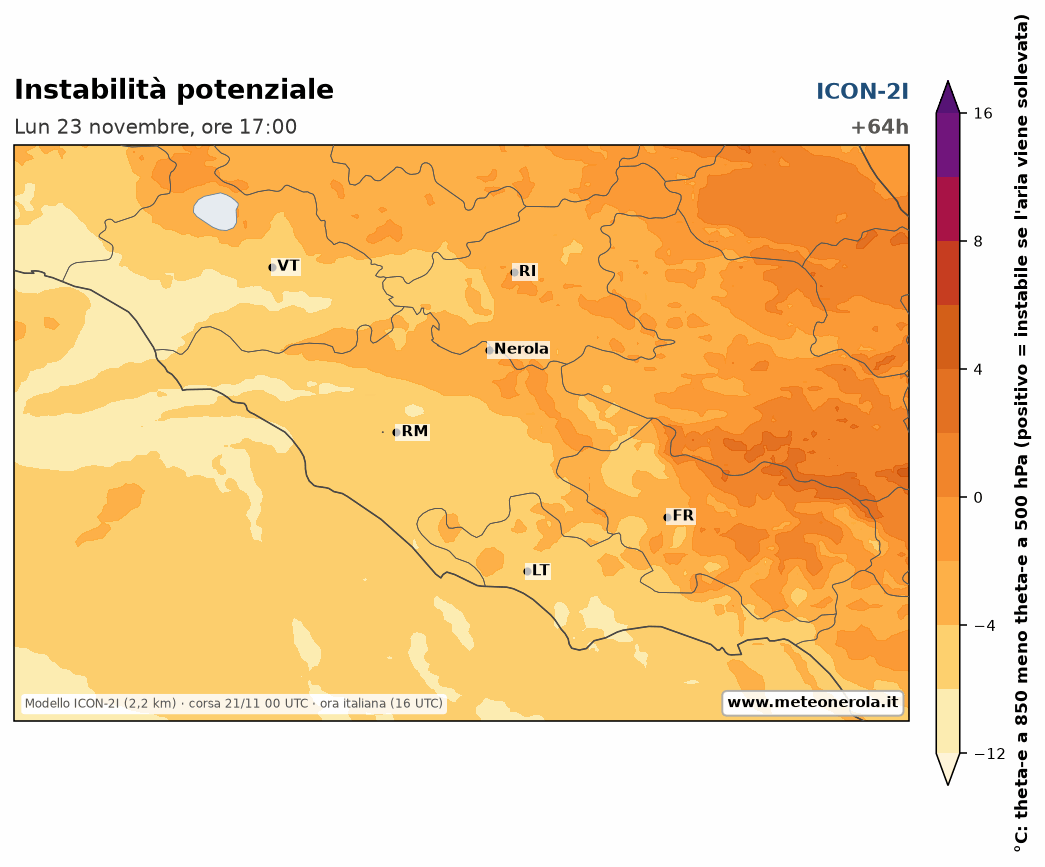 Instabilità potenziale
ICON-2I
Lun 23 novembre, ore 17:00
+64h
VT
RI
Nerola
RM
FR
LT
Modello ICON-2I (2,2 km) · corsa 21/11 00 UTC · ora italiana (16 UTC)
www.meteonerola.it
16
8
4
0
−4
−12
°C: theta-e a 850 meno theta-e a 500 hPa (positivo = instabile se l'aria viene sollevata)